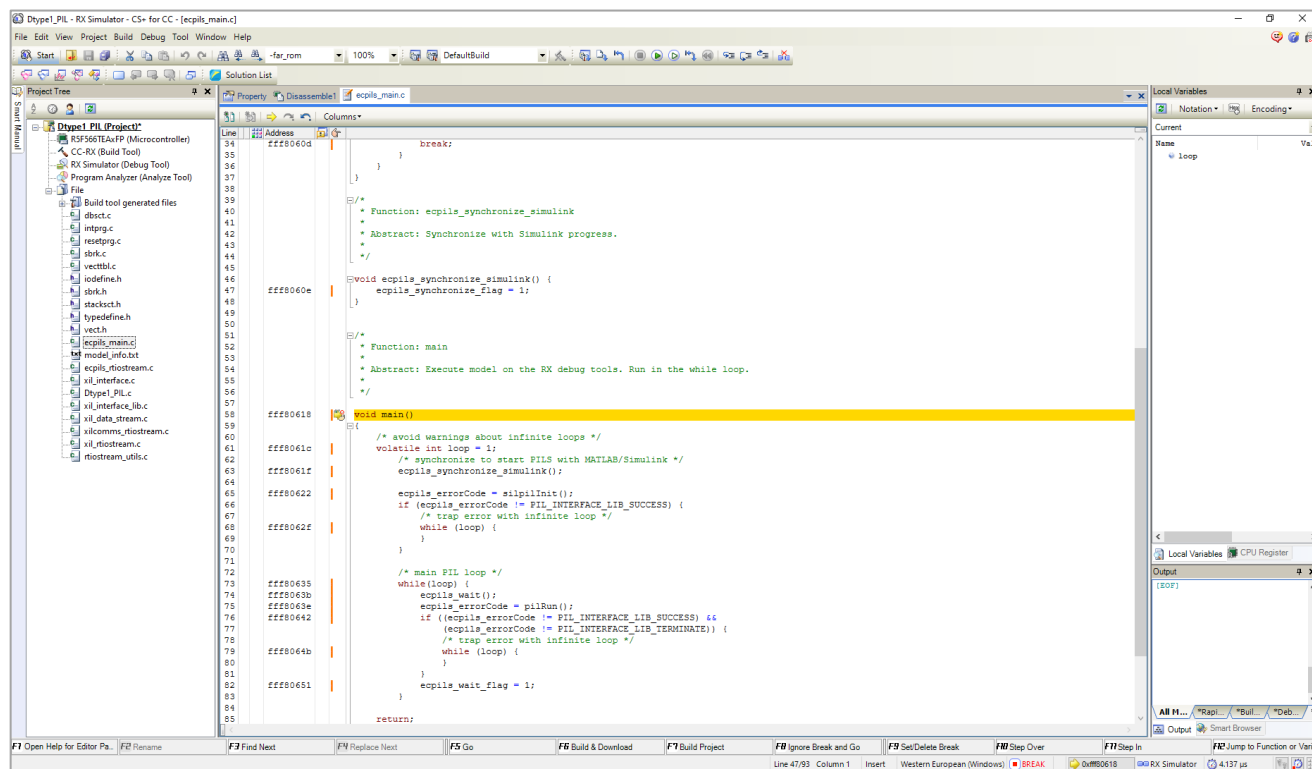 Dtype1_PIL - RX Simulator - CS+ for CC - [ecpils_main.c]
File Edit View Project Build Debug Tool Window Help
Start -far_rom 100% DefaultBuild
Solution List
Project Tree
Smart Manual
Dtype1 PIL (Project)*
R5F566TEAxFP (Microcontroller)
CC-RX (Build Tool)
RX Simulator (Debug Tool)
Program Analyzer (Analyze Tool)
File
Build tool generated files
dbsct.c
intprg.c
resetprg.c
sbrk.c
vecttbl.c
iodefine.h
sbrk.h
stacksct.h
typedefine.h
vect.h
ecpils_main.c
model_info.txt
ecpils_rtiostream.c
xil_interface.c
Dtype1_PIL.c
xil_interface_lib.c
xil_data_stream.c
xilcomms_rtiostream.c
xil_rtiostream.c
rtiostream_utils.c
Property Disassemble1 ecpils_main.c
Columns
Line Address
34 fff8060d break;
35 }
36 }
37 }
38
39 /*
40 * Function: ecpils_synchronize_simulink
41 *
42 * Abstract: Synchronize with Simulink progress.
43 *
44 */
45
46 void ecpils_synchronize_simulink() {
47 fff8060e ecpils_synchronize_flag = 1;
48 }
49
50
51 /*
52 * Function: main
53 *
54 * Abstract: Execute model on the RX debug tools. Run in the while loop.
55 *
56 */
57
58 fff80618 void main()
59 {
60 /* avoid warnings about infinite loops */
61 fff8061c volatile int loop = 1;
62 /* synchronize to start PILS with MATLAB/Simulink */
63 fff8061f ecpils_synchronize_simulink();
64
65 fff80622 ecpils_errorCode = silpilInit();
66 if (ecpils_errorCode != PIL_INTERFACE_LIB_SUCCESS) {
67 /* trap error with infinite loop */
68 fff8062f while (loop) {
69 }
70 }
71
72 /* main PIL loop */
73 fff80635 while(loop) {
74 fff8063b ecpils_wait();
75 fff8063e ecpils_errorCode = pilRun();
76 fff80642 if ((ecpils_errorCode != PIL_INTERFACE_LIB_SUCCESS) &&
77 (ecpils_errorCode != PIL_INTERFACE_LIB_TERMINATE)) {
78 /* trap error with infinite loop */
79 fff8064b while (loop) {
80 }
81 }
82 fff80651 ecpils_wait_flag = 1;
83 }
84
85 return;
Local Variables
Notation Hex Encoding
Current
Name Va
loop
Local Variables CPU Register
Output
[EOF]
All M... *Rapi... *Buil... *Deb...
Output Smart Browser
F1 Open Help for Editor Pa... F2 Rename F3 Find Next F4 Replace Next F5 Go F6 Build & Download F7 Build Project F8 Ignore Break and Go F9 Set/Delete Break F10 Step Over F11 Step In F12 Jump to Function or Vari
Line 47/93 Column 1 Insert Western European (Windows) BREAK 0xfff80618 RX Simulator 4.137 µs